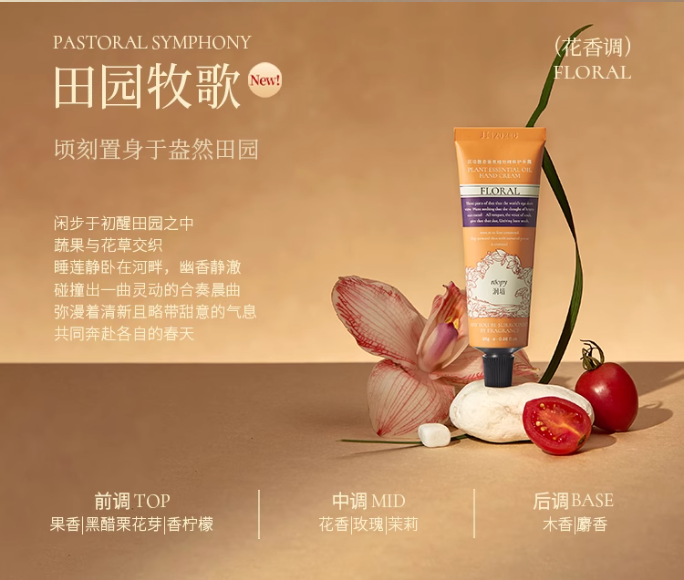 PASTORAL SYMPHONY
田园牧歌 New!
(花香调)
FLORAL
顷刻置身于盎然田园
闲步于初醒田园之中
蔬果与花草交织
睡莲静卧在河畔，幽香静澈
碰撞出一曲灵动的合奏晨曲
弥漫着清新且略带甜意的气息
共同奔赴各自的春天
PLANT ESSENTIAL OIL
HAND CREAM
FLORAL
前调 TOP
果香|黑醋栗花芽|香柠檬
中调 MID
花香|玫瑰|茉莉
后调 BASE
木香|麝香